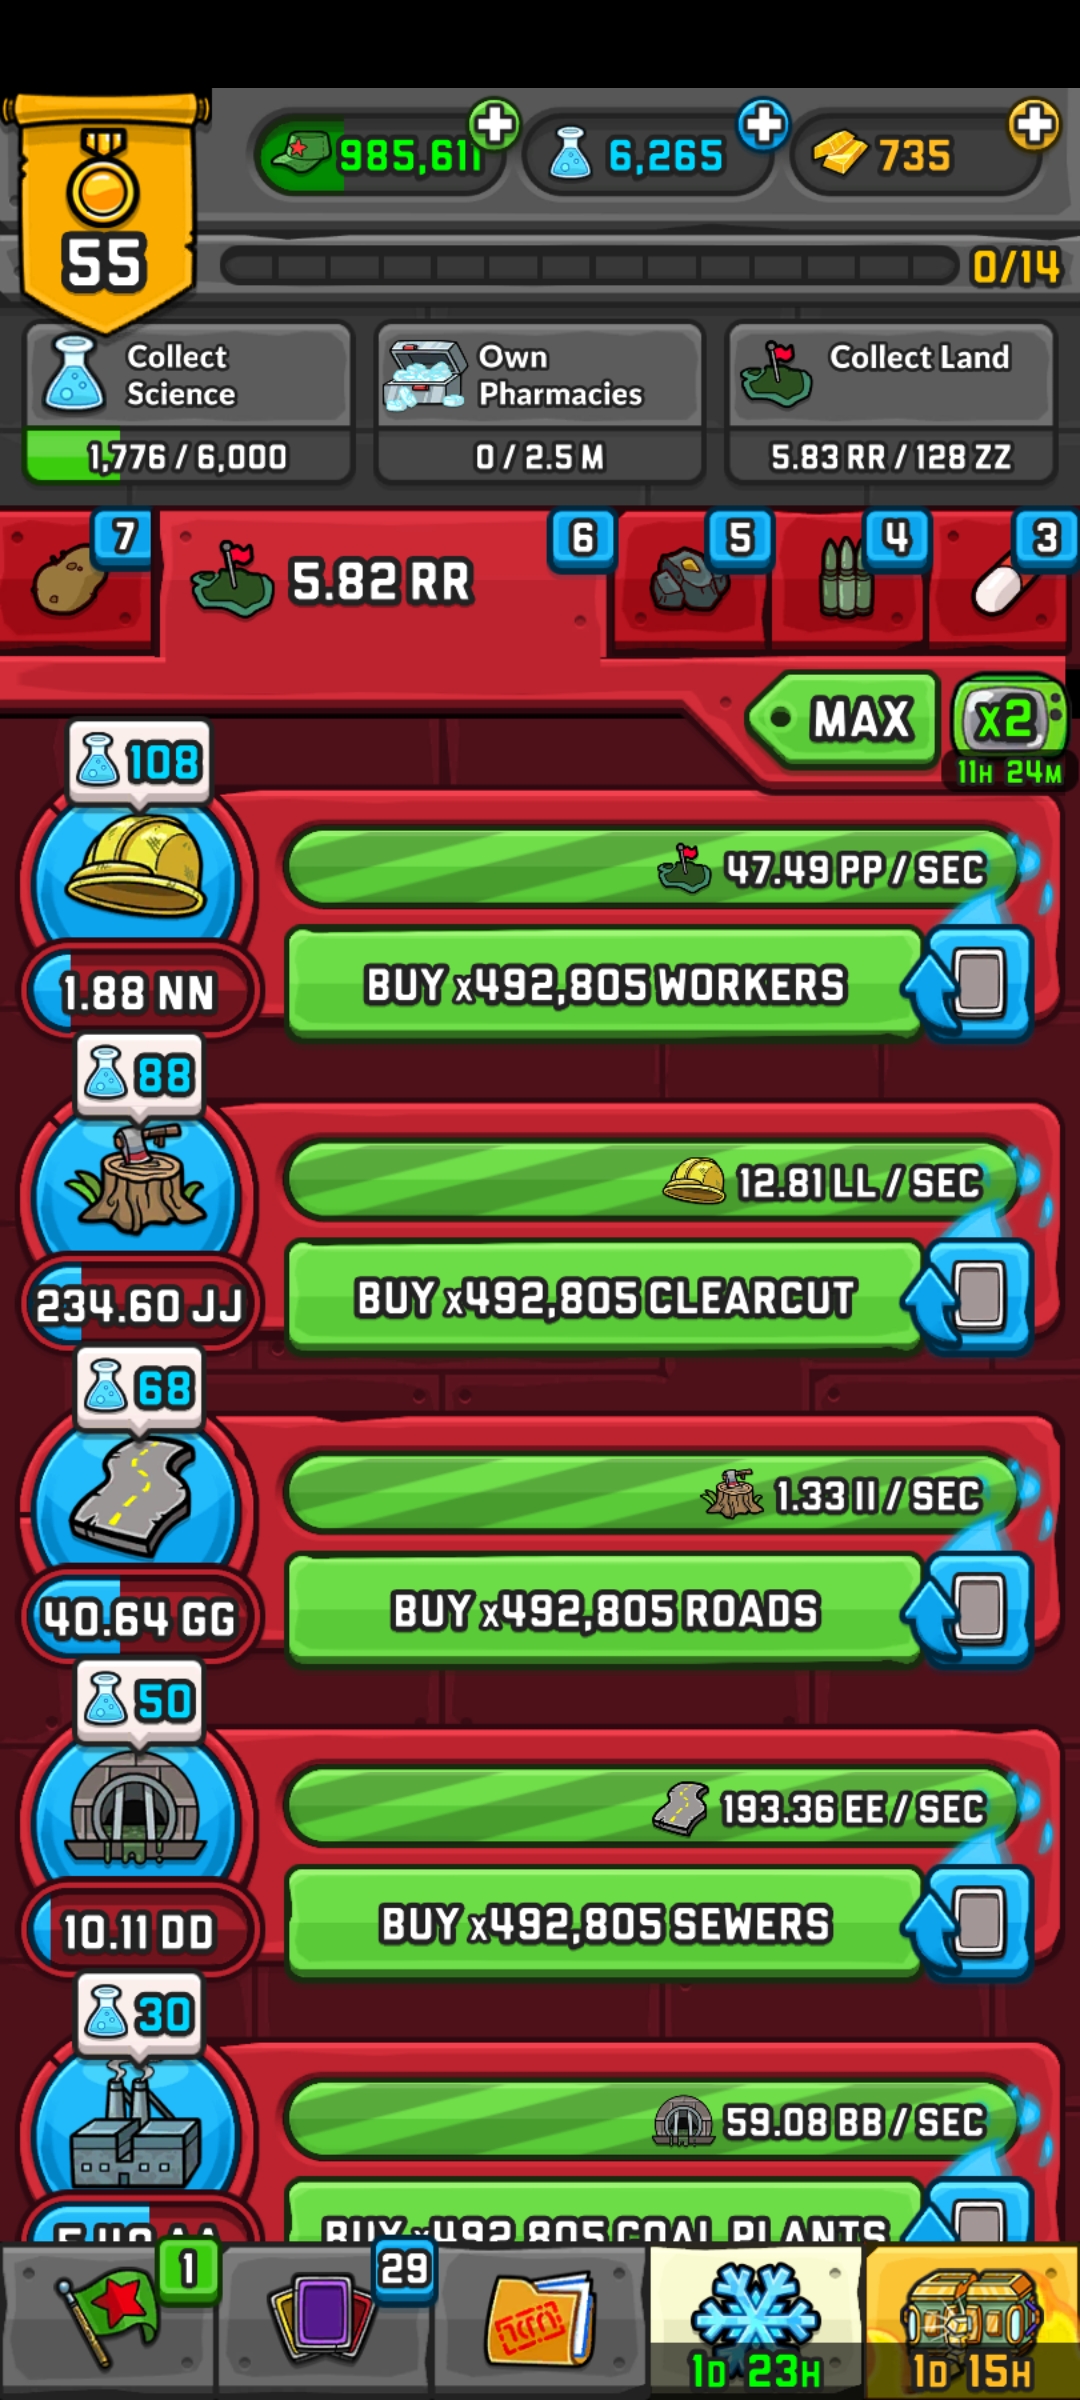 55
985,611
6,265
735
0/14
Collect
Science
1,776 / 6,000
Own
Pharmacies
0 / 2.5 M
Collect Land
5.83 RR / 128 ZZ
7
5.82 RR
6
5
4
3
MAX
x2
11H 24M
108
47.49 PP / SEC
1.88 NN
BUY x492,805 WORKERS
88
12.81 LL / SEC
234.60 JJ
BUY x492,805 CLEARCUT
68
1.33 II / SEC
40.64 GG
BUY x492,805 ROADS
50
193.36 EE / SEC
10.11 DD
BUY x492,805 SEWERS
30
59.08 BB / SEC
BUY x492,805 COAL PLANTS
1
29
1D 23H
1D 15H